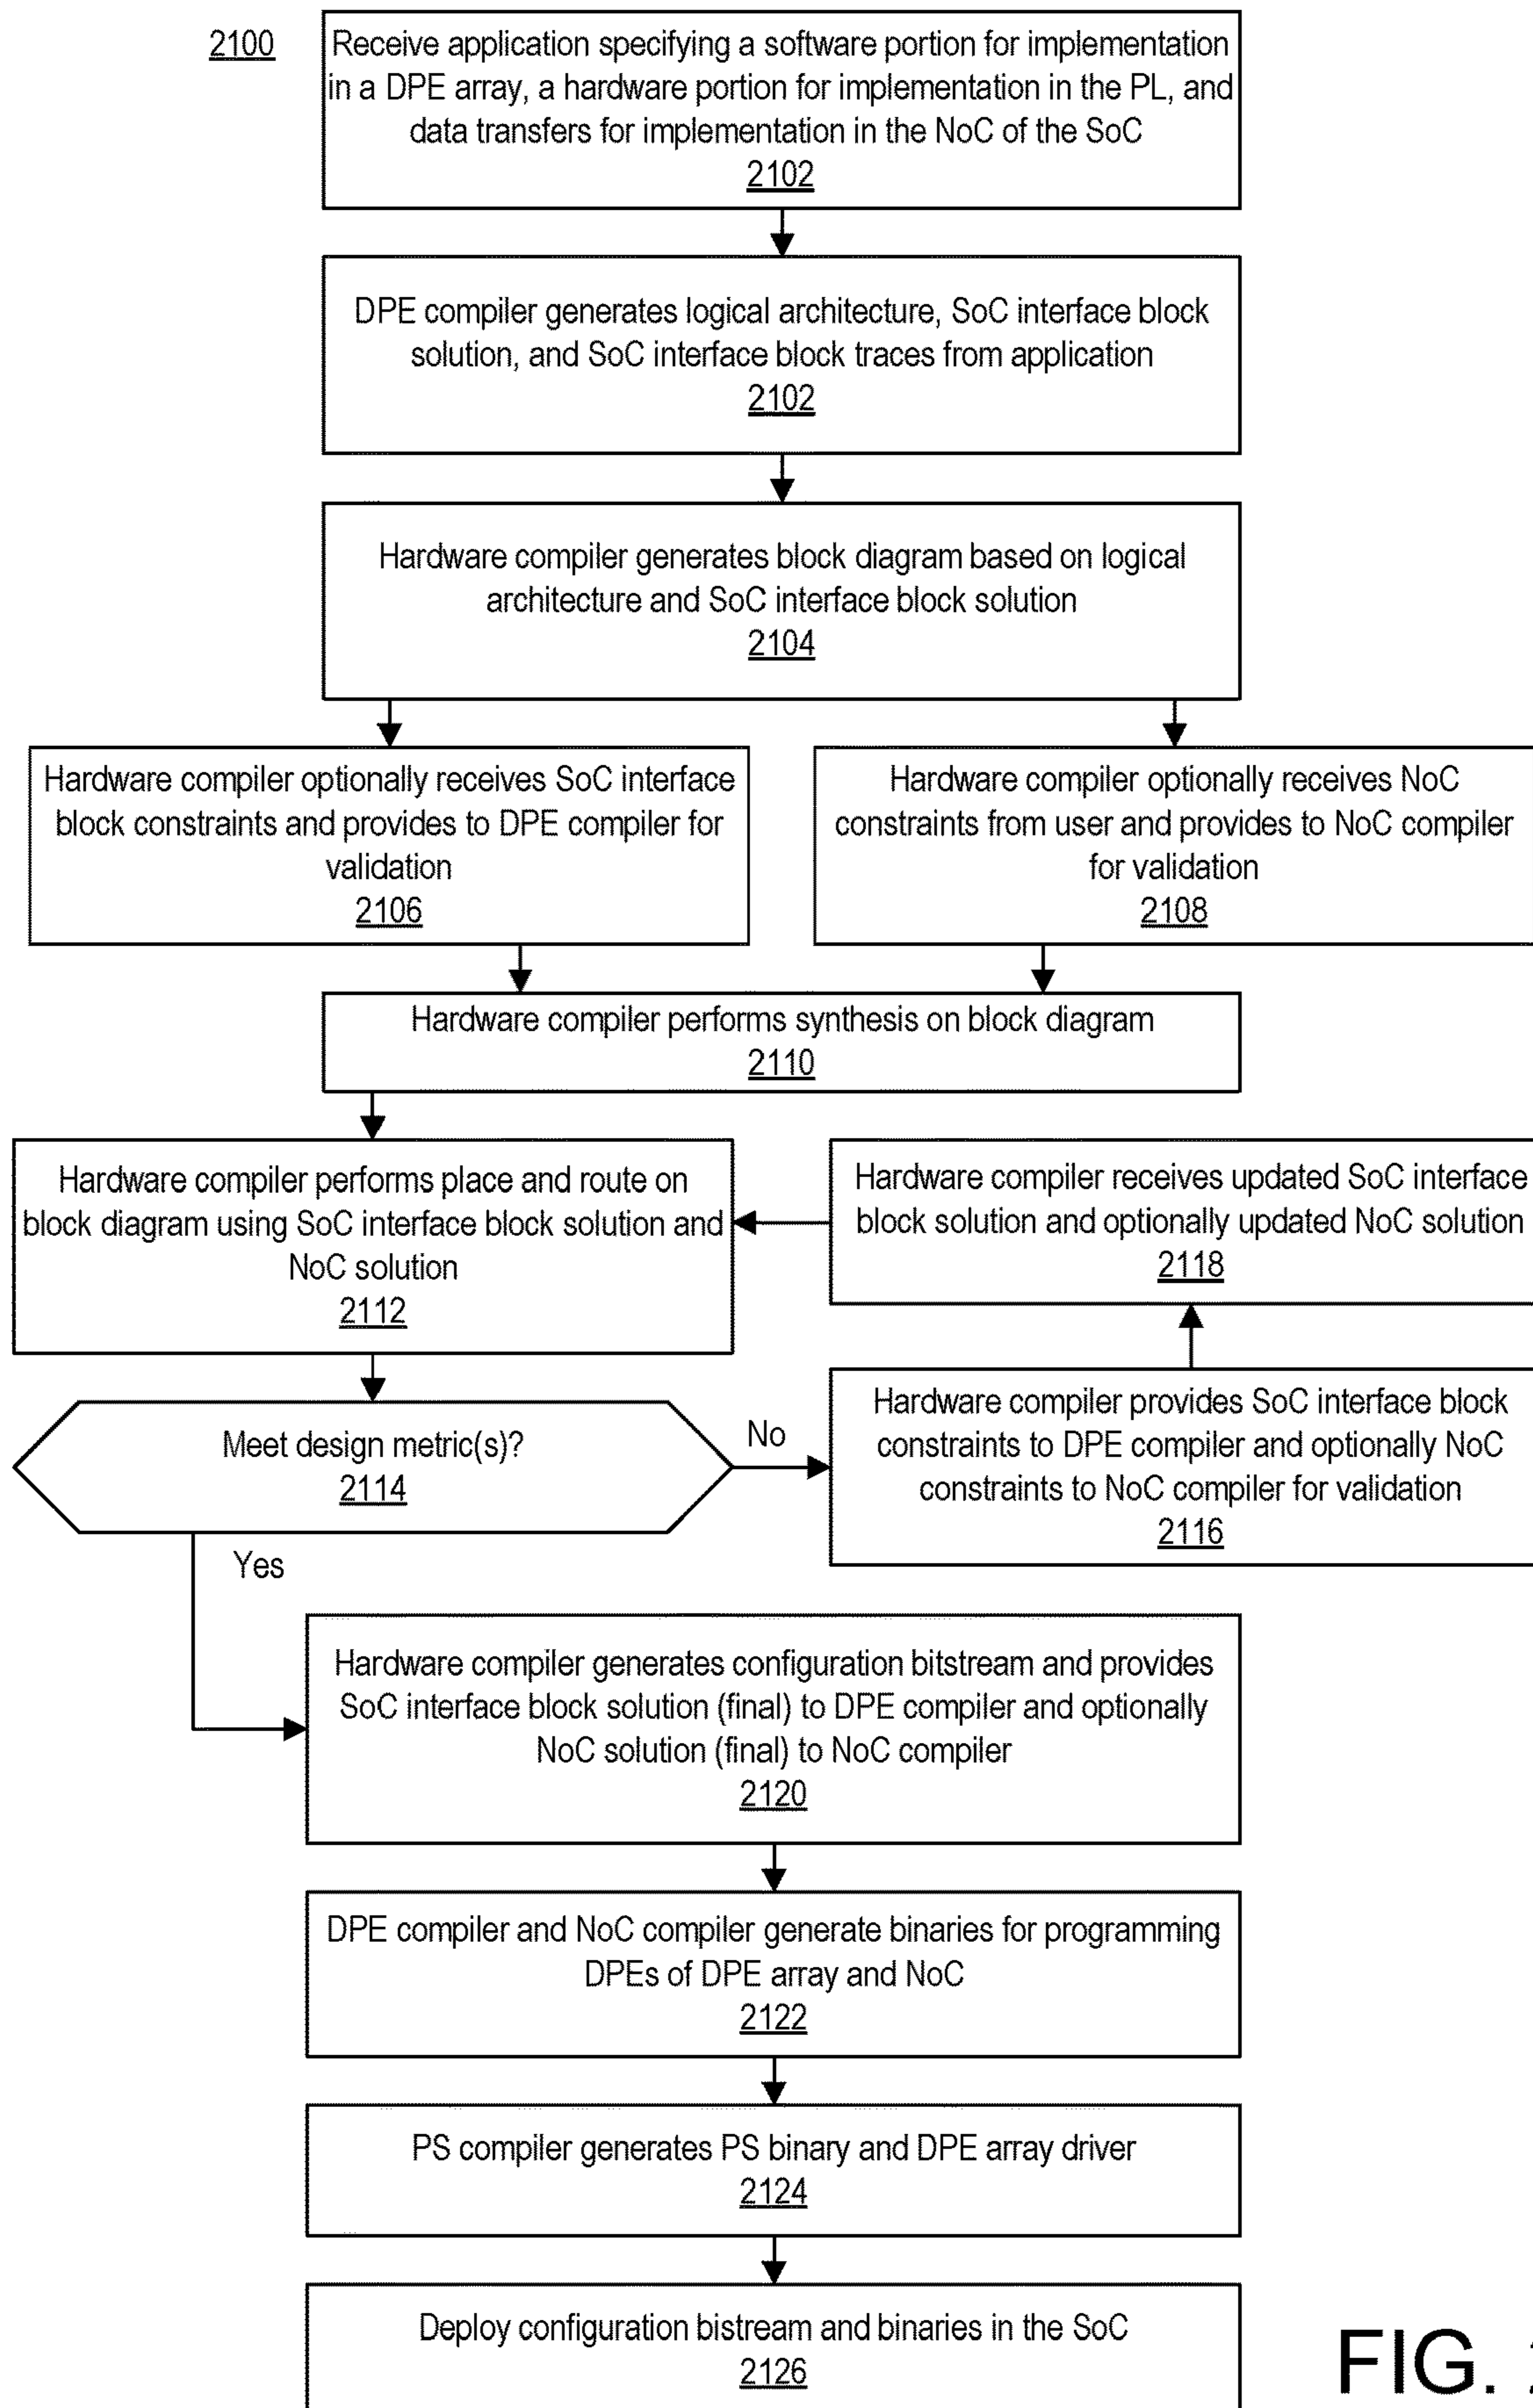 2100
Receive application specifying a software portion for implementation
in a DPE array, a hardware portion for implementation in the PL, and
data transfers for implementation in the NoC of the SoC
2102
DPE compiler generates logical architecture, SoC interface block
solution, and SoC interface block traces from application
2102
Hardware compiler generates block diagram based on logical
architecture and SoC interface block solution
2104
Hardware compiler optionally receives SoC interface
block constraints and provides to DPE compiler for
validation
2106
Hardware compiler optionally receives NoC
constraints from user and provides to NoC compiler
for validation
2108
Hardware compiler performs synthesis on block diagram
2110
Hardware compiler performs place and route on
block diagram using SoC interface block solution and
NoC solution
2112
Hardware compiler receives updated SoC interface
block solution and optionally updated NoC solution
2118
Meet design metric(s)?
2114
No
Hardware compiler provides SoC interface block
constraints to DPE compiler and optionally NoC
constraints to NoC compiler for validation
2116
Yes
Hardware compiler generates configuration bitstream and provides
SoC interface block solution (final) to DPE compiler and optionally
NoC solution (final) to NoC compiler
2120
DPE compiler and NoC compiler generate binaries for programming
DPEs of DPE array and NoC
2122
PS compiler generates PS binary and DPE array driver
2124
Deploy configuration bistream and binaries in the SoC
2126
FIG.